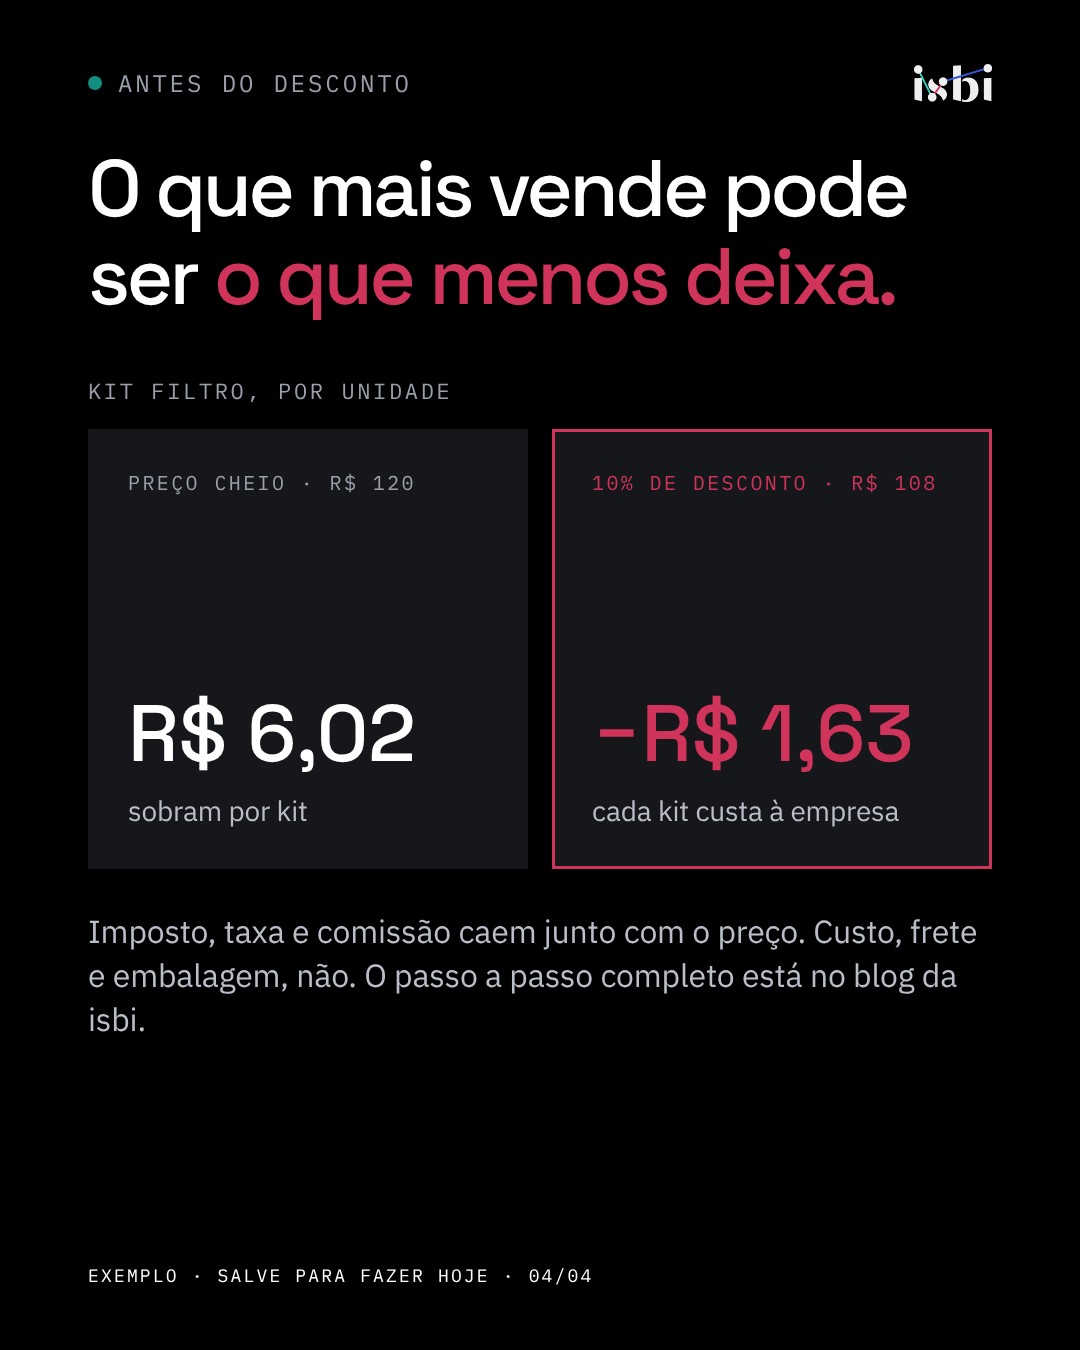 ANTES DO DESCONTO
isbi
O que mais vende pode
ser o que menos deixa.
KIT FILTRO, POR UNIDADE
PREÇO CHEIO · R$ 120
R$ 6,02
sobram por kit
10% DE DESCONTO · R$ 108
−R$ 1,63
cada kit custa à empresa
Imposto, taxa e comissão caem junto com o preço. Custo, frete
e embalagem, não. O passo a passo completo está no blog da
isbi.
EXEMPLO · SALVE PARA FAZER HOJE · 04/04